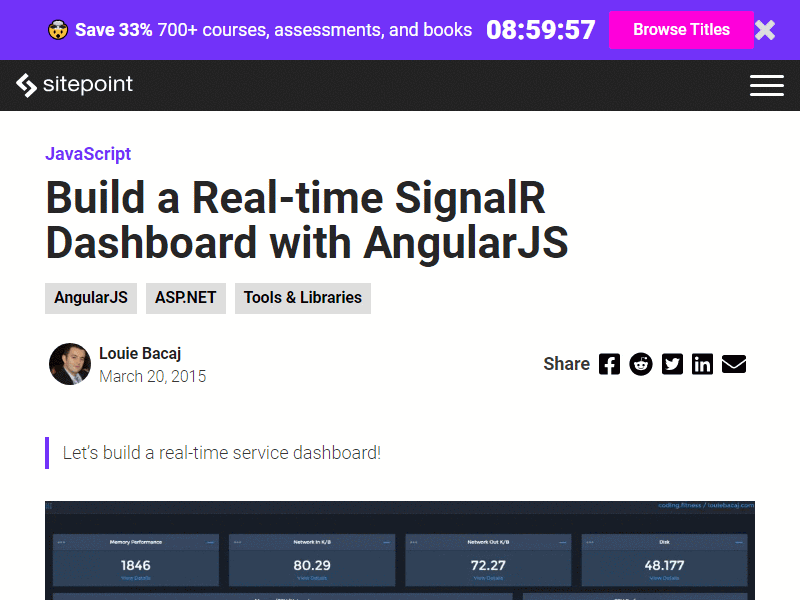 Save 33% 700+ courses, assessments, and books 08:59:57 Browse Titles
sitepoint
JavaScript
Build a Real-time SignalR
Dashboard with AngularJS
AngularJS ASP.NET Tools & Libraries
Louie Bacaj
March 20, 2015
Share
Let's build a real-time service dashboard!
coding.fitness / louiebacaj.com
Memory Performance Network In K/B Network Out K/B Disk
1846 80.29 72.27 48.177
View Details View Details View Details View Details